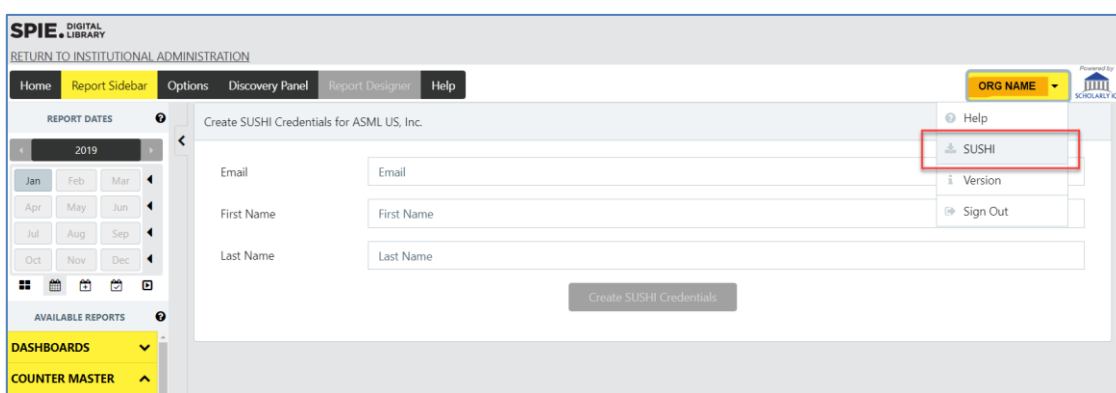 SPIE. DIGITAL LIBRARY
RETURN TO INSTITUTIONAL ADMINISTRATION
Home Report Sidebar Options Discovery Panel Report Designer Help ORG NAME
Powered by
REPORT DATES
Create SUSHI Credentials for ASML US, Inc.
Help
2019
SUSHI
Email Email
Jan Feb Mar
Version
Apr May Jun
First Name First Name
Sign Out
Jul Aug Sep
Last Name Last Name
Oct Nov Dec
Create SUSHI Credentials
AVAILABLE REPORTS
DASHBOARDS
COUNTER MASTER